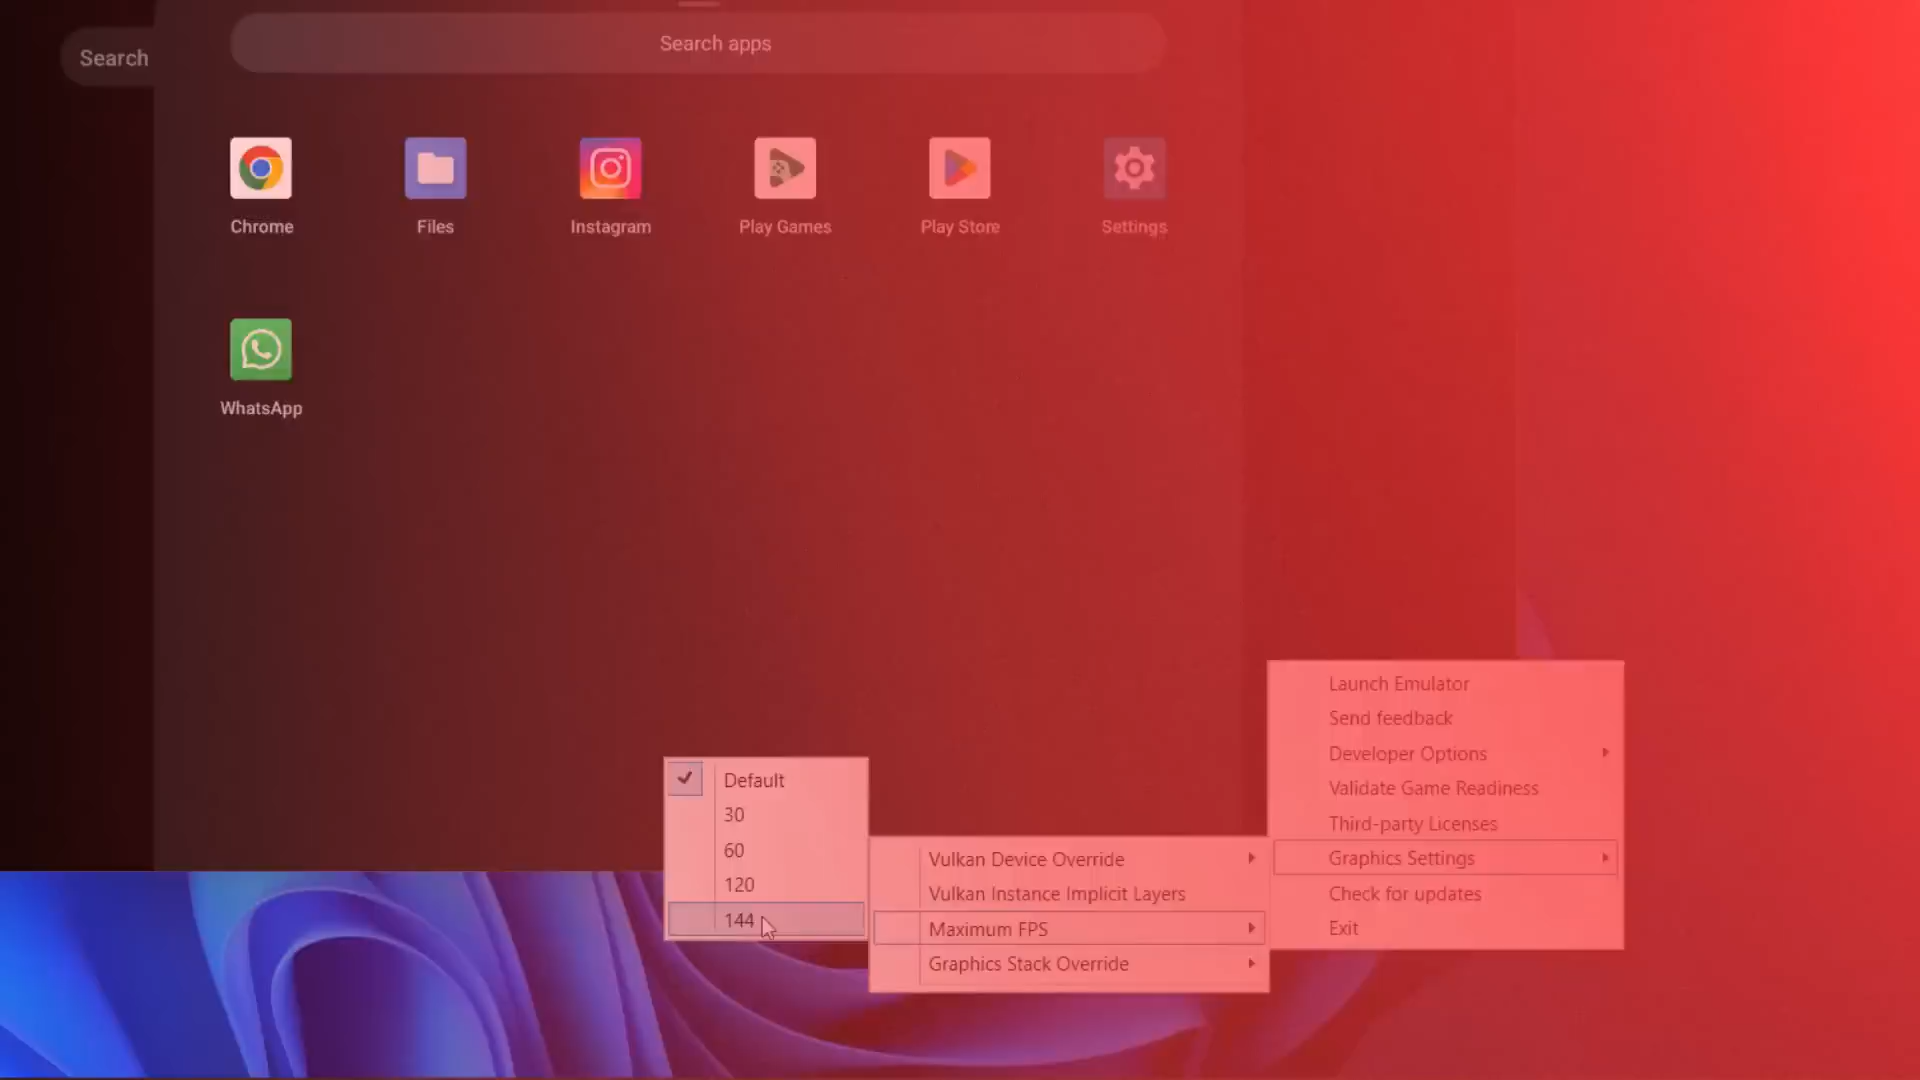 Search
Search apps
Chrome
Files
Instagram
Play Games
Play Store
Settings
WhatsApp
Launch Emulator
Send feedback
Developer Options
Validate Game Readiness
Third-party Licenses
Graphics Settings
Check for updates
Exit
Vulkan Device Override
Vulkan Instance Implicit Layers
Maximum FPS
Graphics Stack Override
Default
30
60
120
144